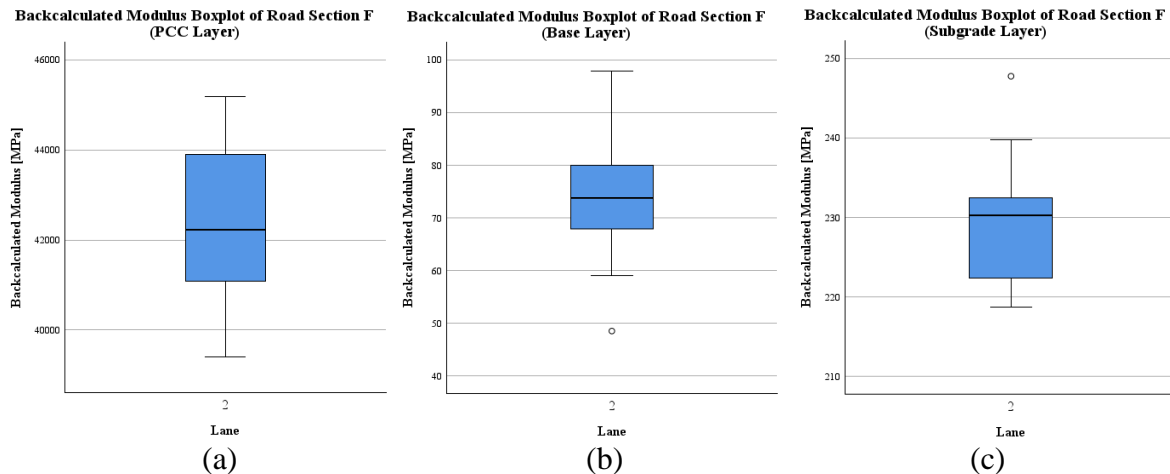 Backcalculated Modulus Boxplot of Road Section F
(PCC Layer)
Backcalculated Modulus [MPa]
46000
44000
42000
40000
2
Lane
(a)
Backcalculated Modulus Boxplot of Road Section F
(Base Layer)
Backcalculated Modulus [MPa]
100
90
80
70
60
50
40
2
Lane
(b)
Backcalculated Modulus Boxplot of Road Section F
(Subgrade Layer)
Backcalculated Modulus [MPa]
250
240
230
220
210
2
Lane
(c)